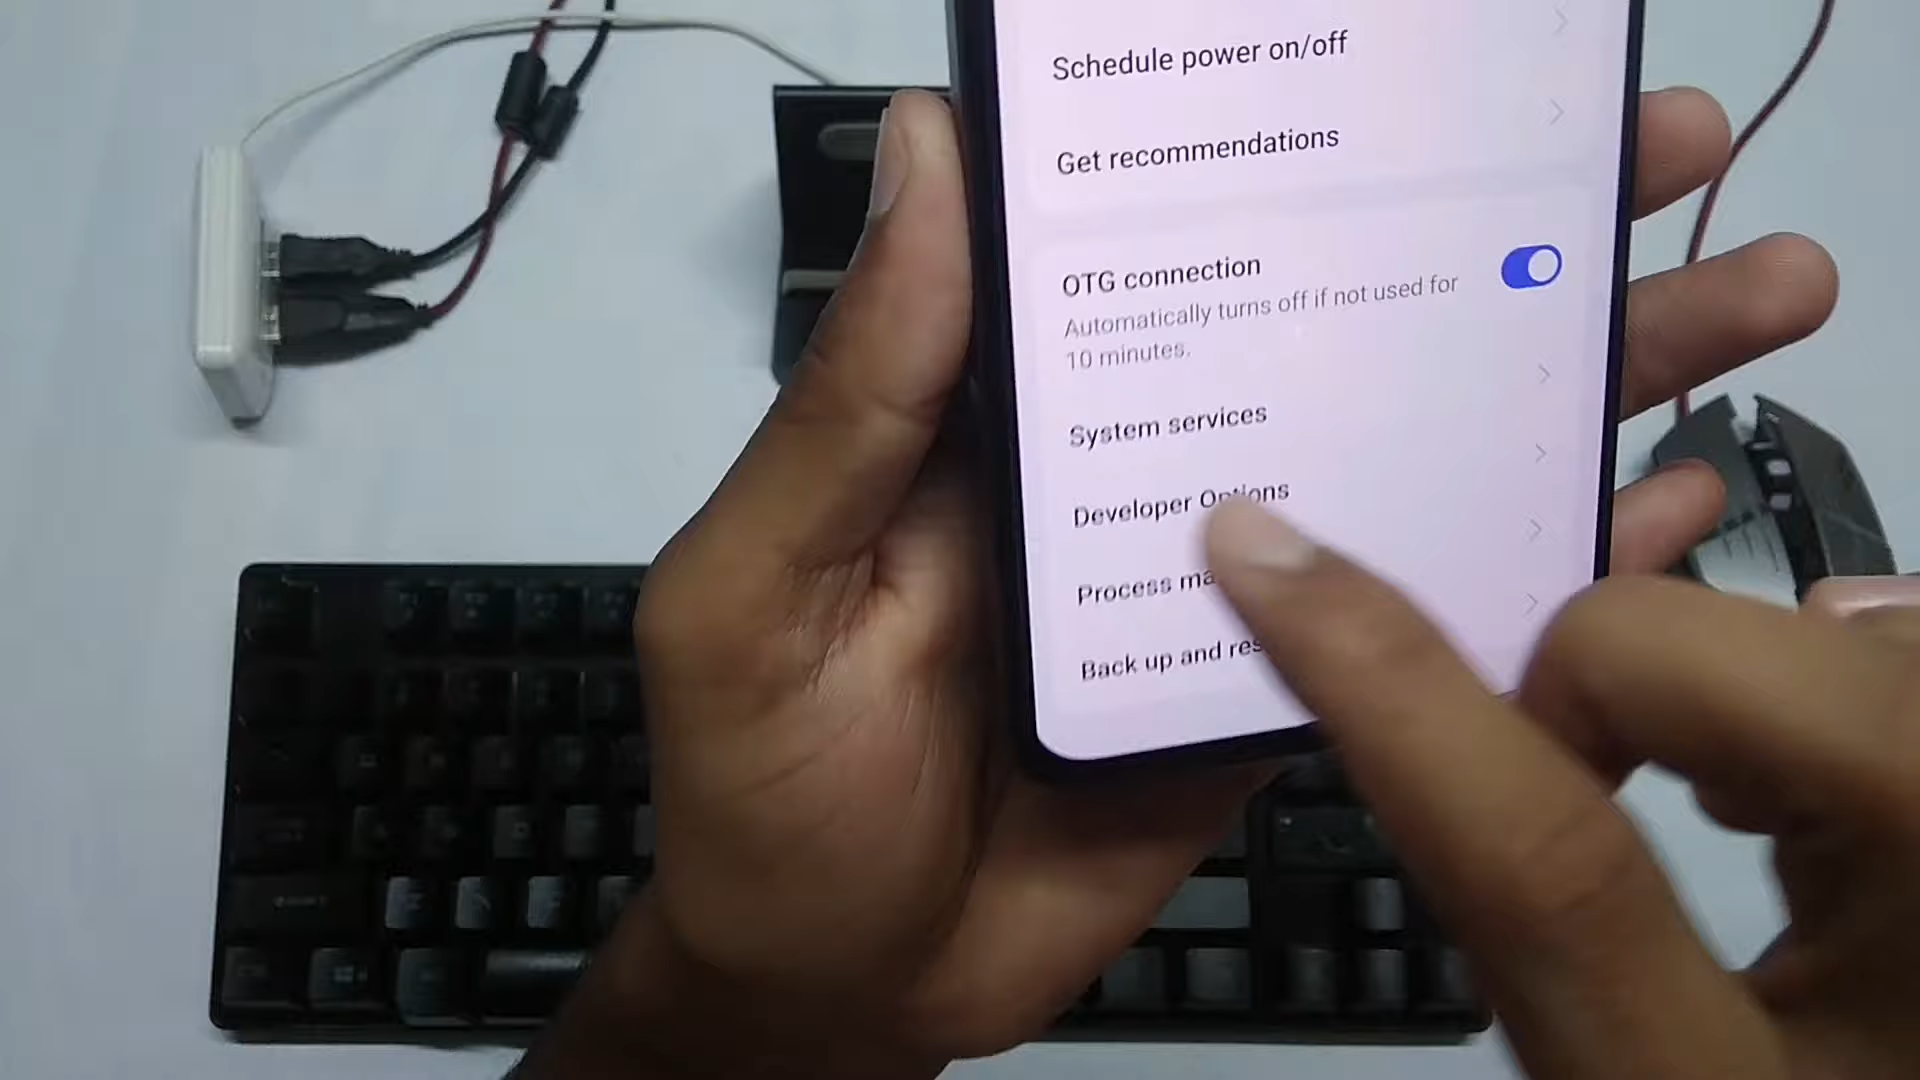 Schedule power on/off
Get recommendations
OTG connection
Automatically turns off if not used for
10 minutes.
System services
Developer Options
Process
Back up and